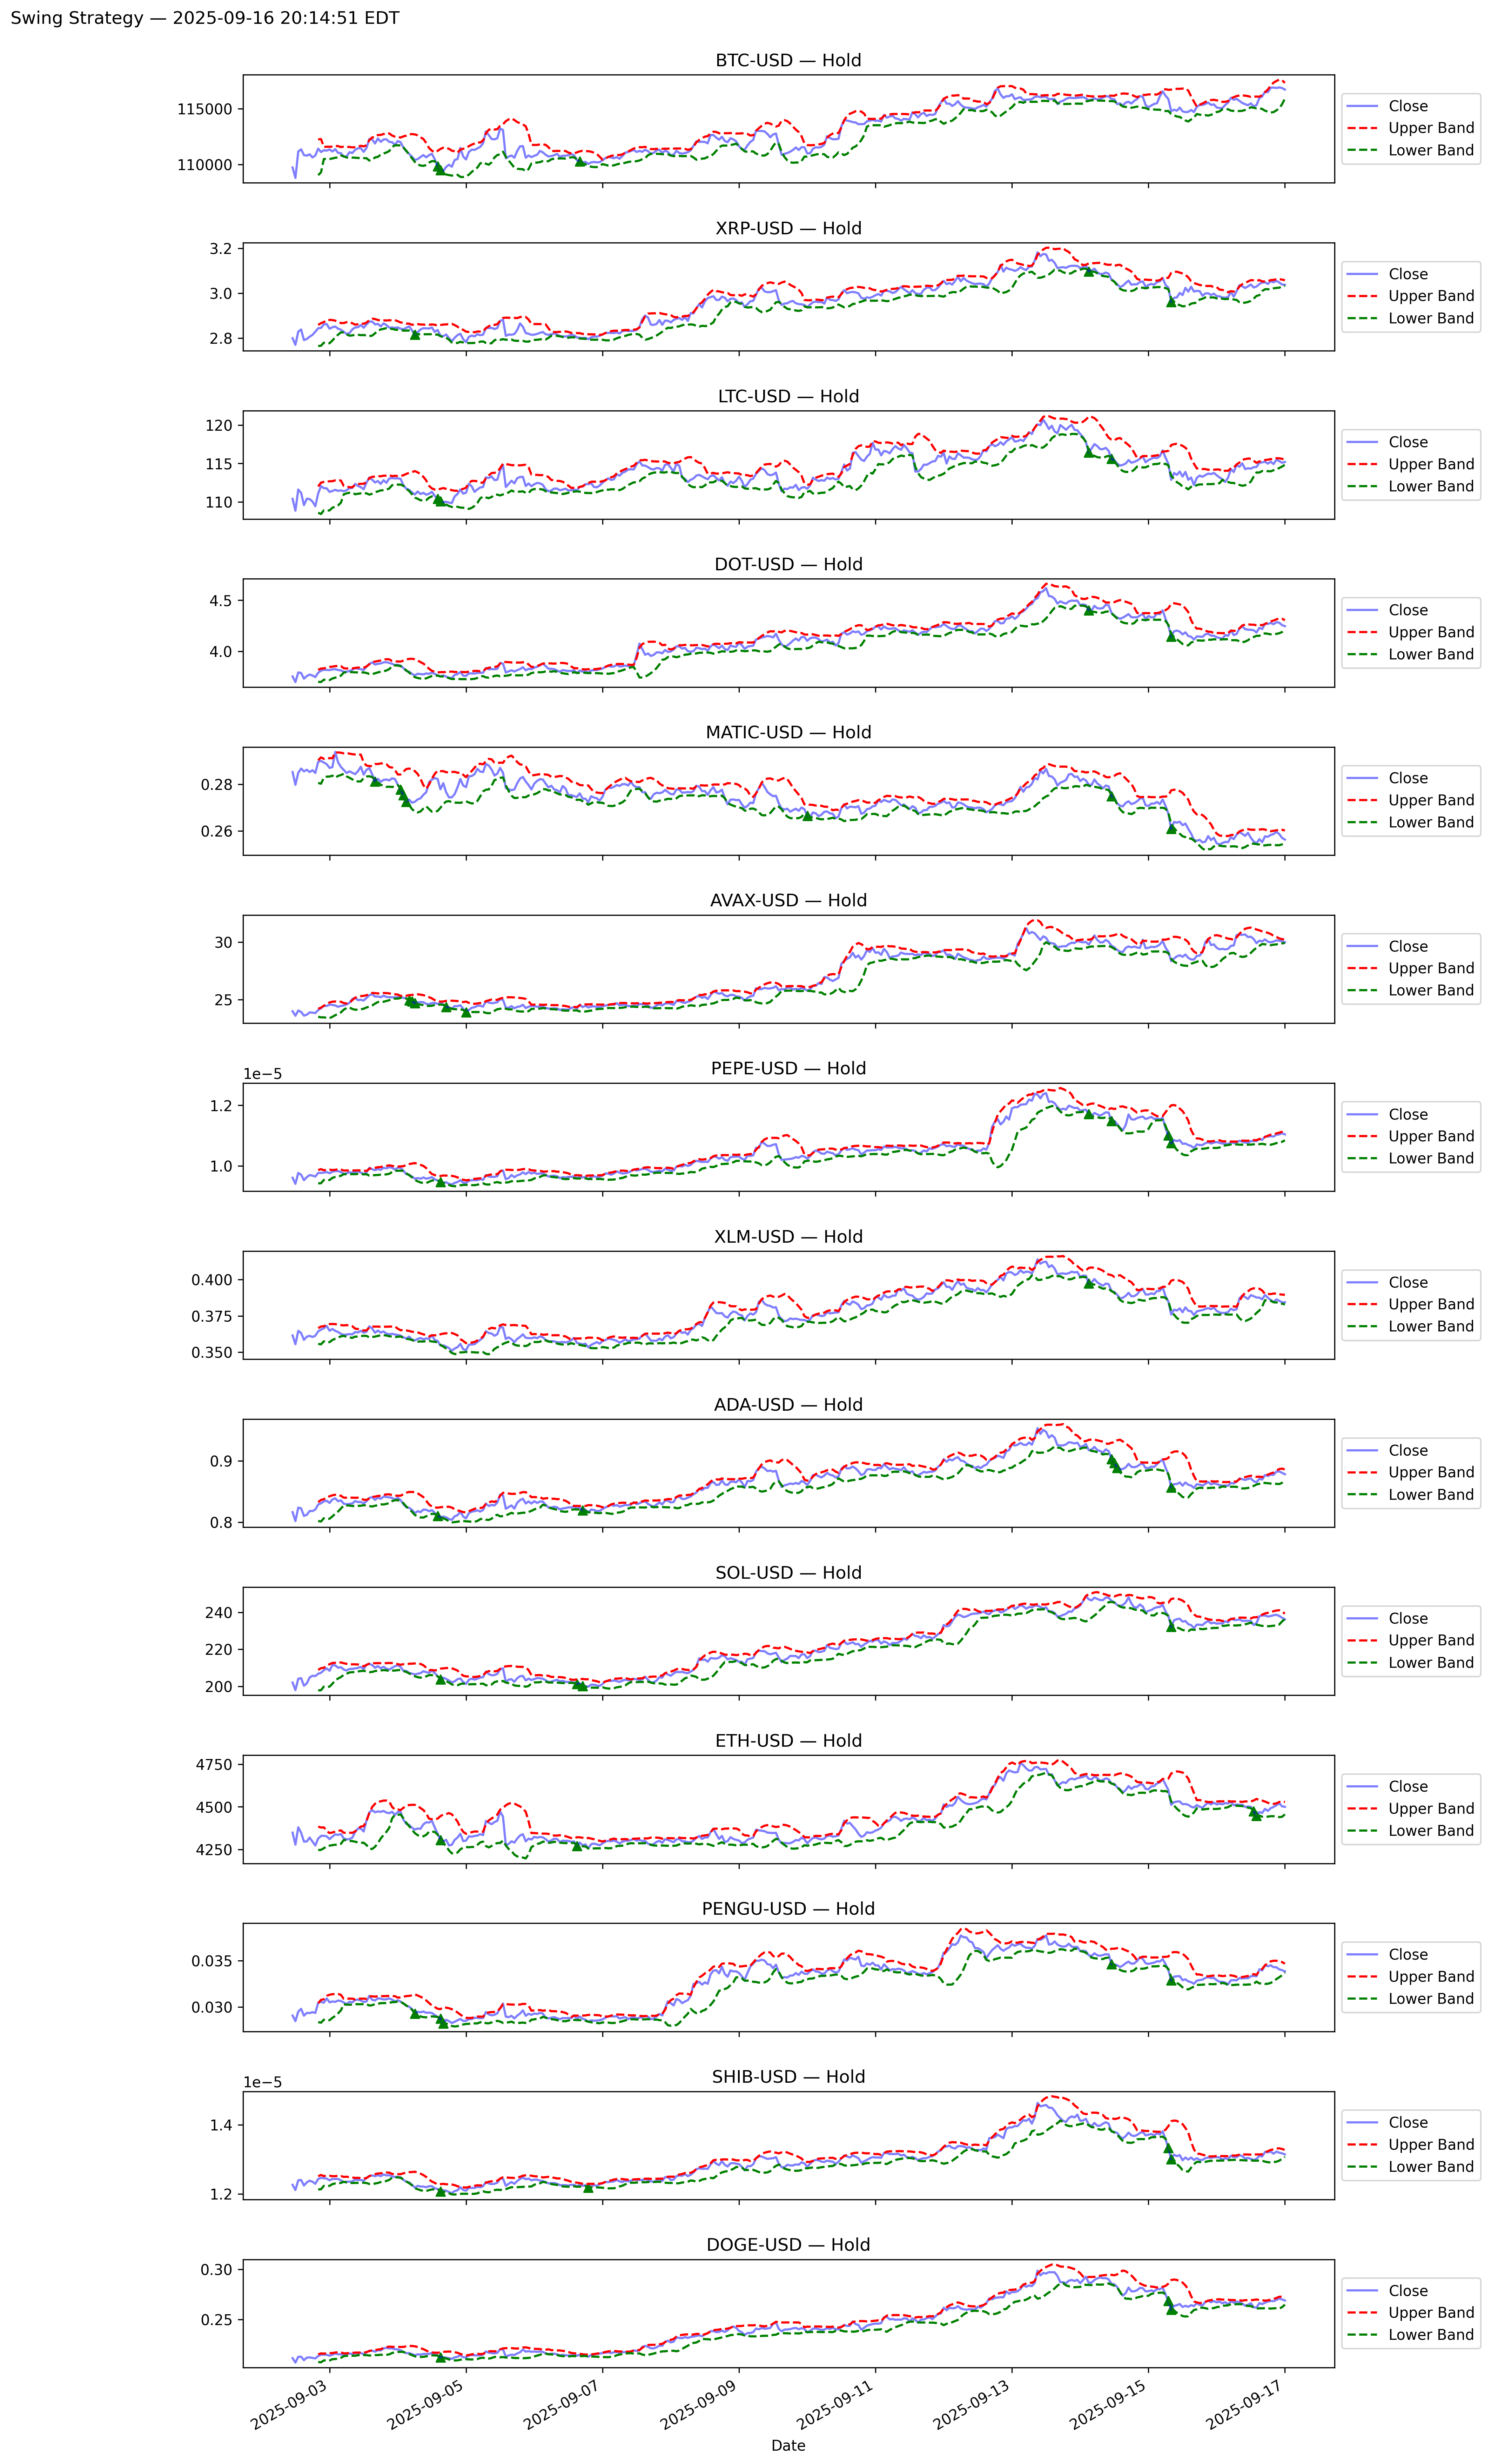 Swing Strategy — 2025-09-16 20:14:51 EDT
BTC-USD — Hold
115000
110000
Close
Upper Band
Lower Band
XRP-USD — Hold
3.2
3.0
2.8
Close
Upper Band
Lower Band
LTC-USD — Hold
120
115
110
Close
Upper Band
Lower Band
DOT-USD — Hold
4.5
4.0
Close
Upper Band
Lower Band
MATIC-USD — Hold
0.28
0.26
Close
Upper Band
Lower Band
AVAX-USD — Hold
30
25
Close
Upper Band
Lower Band
PEPE-USD — Hold
1e−5
1.2
1.0
Close
Upper Band
Lower Band
XLM-USD — Hold
0.400
0.375
0.350
Close
Upper Band
Lower Band
ADA-USD — Hold
0.9
0.8
Close
Upper Band
Lower Band
SOL-USD — Hold
240
220
200
Close
Upper Band
Lower Band
ETH-USD — Hold
4750
4500
4250
Close
Upper Band
Lower Band
PENGU-USD — Hold
0.035
0.030
Close
Upper Band
Lower Band
SHIB-USD — Hold
1e−5
1.4
1.2
Close
Upper Band
Lower Band
DOGE-USD — Hold
0.30
0.25
Close
Upper Band
Lower Band
2025-09-03
2025-09-05
2025-09-07
2025-09-09
2025-09-11
2025-09-13
2025-09-15
2025-09-17
Date